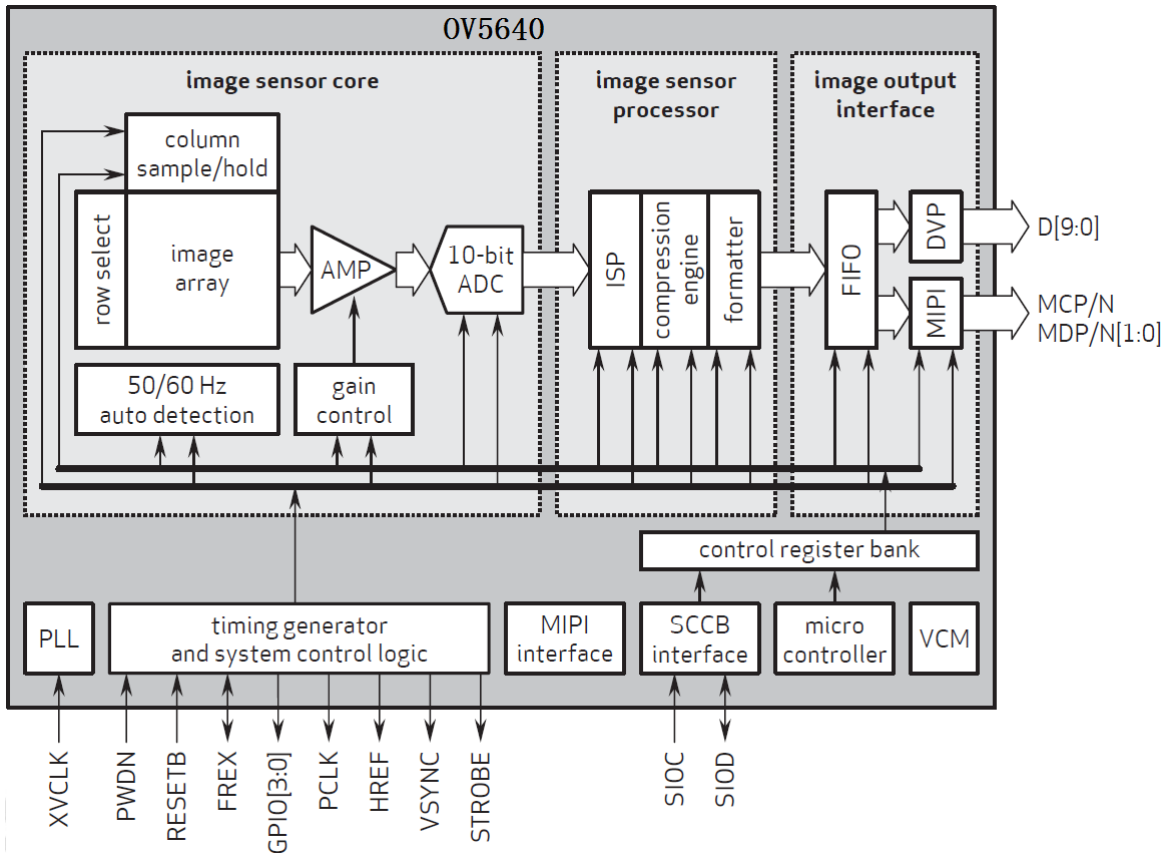 OV5640
image sensor core
image sensor
processor
image output
interface
column
sample/hold
row select
image
array
AMP
10-bit
ADC
50/60 Hz
auto detection
gain
control
ISP
compression
engine
formatter
FIFO
DVP
MIPI
D[9:0]
MCP/N
MDP/N[1:0]
control register bank
PLL
timing generator
and system control logic
MIPI
interface
SCCB
interface
micro
controller
VCM
XVCLK
PWDN
RESETB
FREX
GPIO[3:0]
PCLK
HREF
VSYNC
STROBE
SIOC
SIOD